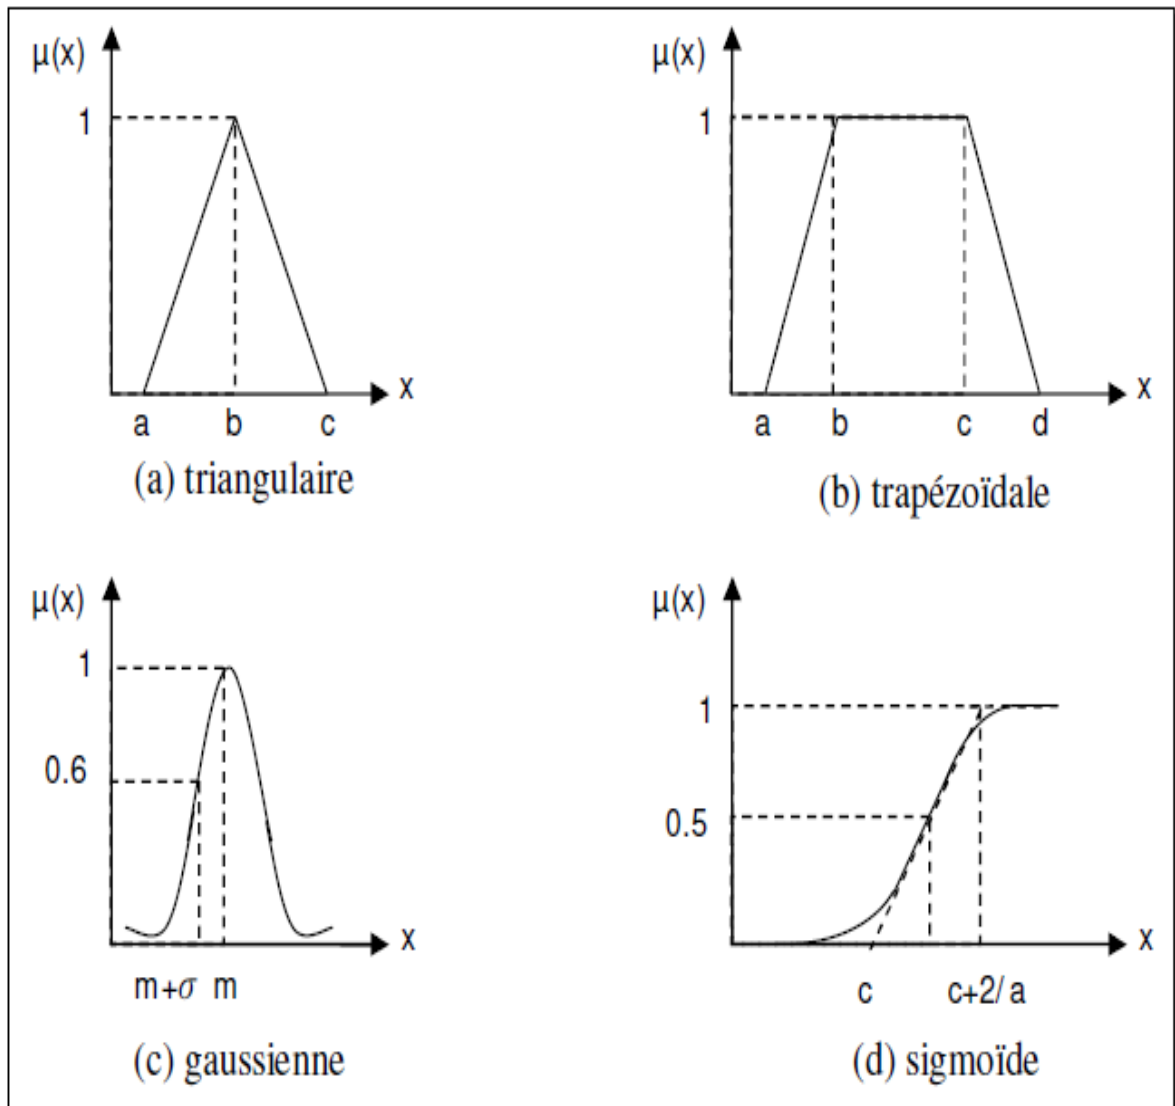 μ(x)
1
a b c x
(a) triangulaire
μ(x)
1
a b c d x
(b) trapézoïdale
μ(x)
1
0.6
x
m+σ m
(c) gaussienne
μ(x)
1
0.5
x
c c+2/a
(d) sigmoïde